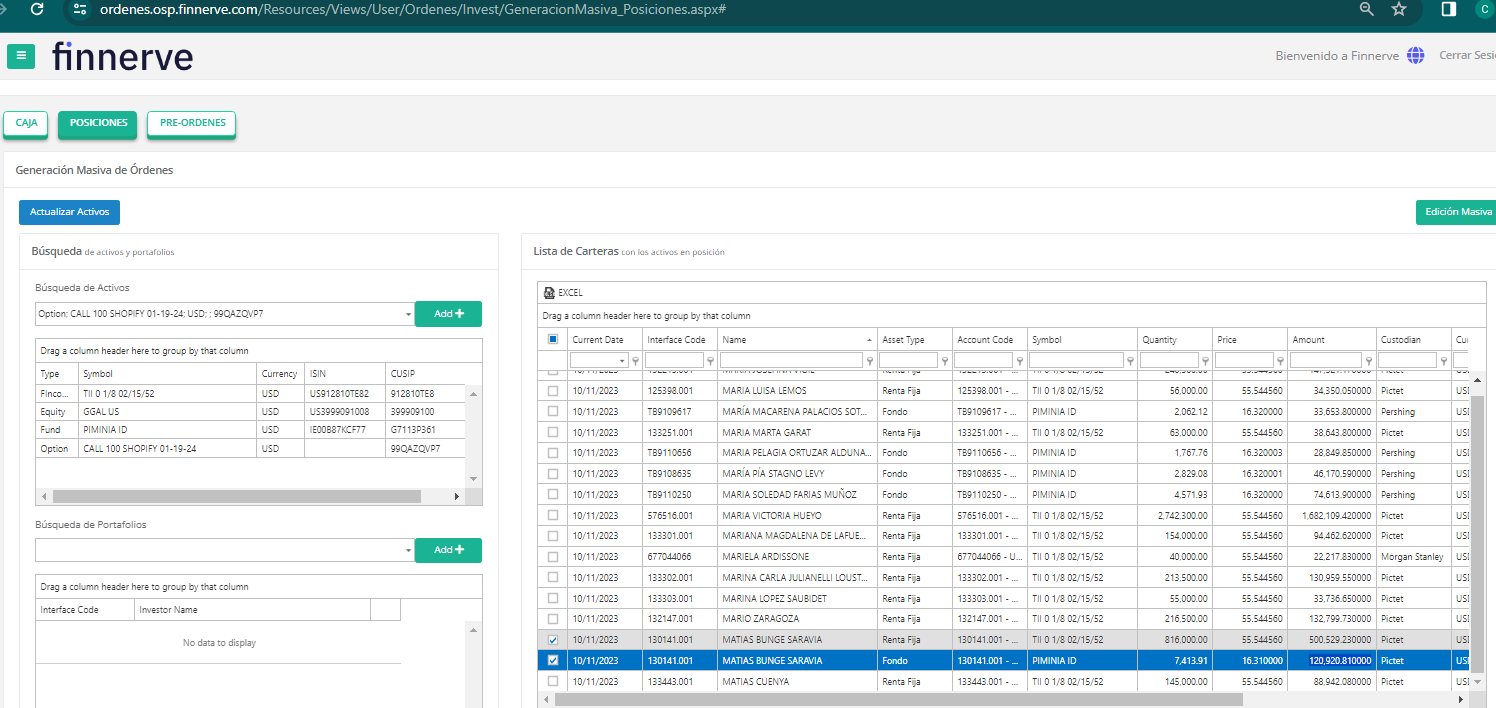 ordenes.osp.finnerve.com/Resources/Views/User/Ordenes/Invest/GeneracionMasiva_Posiciones.aspx#
C
finnerve
Bienvenido a Finnerve Cerrar Sesi
CAJA POSICIONES PRE-ORDENES
Generación Masiva de Órdenes
Actualizar Activos
Edición Masiva
Búsqueda de activos y portafolios
Búsqueda de Activos
Option; CALL 100 SHOPIFY 01-19-24; USD; ; 99QAZQVP7 Add +
Drag a column header here to group by that column
Type Symbol Currency ISIN CUSIP
FInco... TII 0 1/8 02/15/52 USD US912810TE82 912810TE8
Equity GGAL US USD US3999091008 399909100
Fund PIMINIA ID USD IE00B87KCF77 G7113P361
Option CALL 100 SHOPIFY 01-19-24 USD 99QAZQVP7
Búsqueda de Portafolios
Add +
Drag a column header here to group by that column
Interface Code Investor Name
No data to display
Lista de Carteras con los activos en posición
EXCEL
Drag a column header here to group by that column
Current Date Interface Code Name Asset Type Account Code Symbol Quantity Price Amount Custodian Cu
10/11/2023 125398.001 MARIA LUISA LEMOS Renta Fija 125398.001 - ... TII 0 1/8 02/15/52 56,000.00 55.544560 34,350.050000 Pictet USD
10/11/2023 TB9109617 MARÍA MACARENA PALACIOS SOT... Fondo TB9109617 - ... PIMINIA ID 2,062.12 16.320000 33,653.800000 Pershing USD
10/11/2023 133251.001 MARIA MARTA GARAT Renta Fija 133251.001 - ... TII 0 1/8 02/15/52 63,000.00 55.544560 38,643.800000 Pictet USD
10/11/2023 TB9110656 MARIA PELAGIA ORTUZAR ALDUNA... Fondo TB9110656 - ... PIMINIA ID 1,767.76 16.320003 28,849.850000 Pershing USD
10/11/2023 TB9108635 MARÍA PÍA STAGNO LEVY Fondo TB9108635 - ... PIMINIA ID 2,829.08 16.320001 46,170.590000 Pershing USD
10/11/2023 TB9110250 MARIA SOLEDAD FARIAS MUÑOZ Fondo TB9110250 - ... PIMINIA ID 4,571.93 16.320000 74,613.900000 Pershing USD
10/11/2023 576516.001 MARIA VICTORIA HUEYO Renta Fija 576516.001 - ... TII 0 1/8 02/15/52 2,742,300.00 55.544560 1,682,109.420000 Pictet USD
10/11/2023 133301.001 MARIANA MAGDALENA DE LAFUE... Renta Fija 133301.001 - ... TII 0 1/8 02/15/52 154,000.00 55.544560 94,462.620000 Pictet USD
10/11/2023 677044066 MARIELA ARDISSONE Renta Fija 677044066 - U... TII 0 1/8 02/15/52 40,000.00 55.544560 22,217.830000 Morgan Stanley USD
10/11/2023 133302.001 MARINA CARLA JULIANELLI LOUST... Renta Fija 133302.001 - ... TII 0 1/8 02/15/52 213,500.00 55.544560 130,959.550000 Pictet USD
10/11/2023 133303.001 MARINA LOPEZ SAUBIDET Renta Fija 133303.001 - ... TII 0 1/8 02/15/52 55,000.00 55.544560 33,736.650000 Pictet USD
10/11/2023 132147.001 MARIO ZARAGOZA Renta Fija 132147.001 - ... TII 0 1/8 02/15/52 216,500.00 55.544560 132,799.730000 Pictet USD
10/11/2023 130141.001 MATIAS BUNGE SARAVIA Renta Fija 130141.001 - ... TII 0 1/8 02/15/52 816,000.00 55.544560 500,529.230000 Pictet USD
10/11/2023 130141.001 MATIAS BUNGE SARAVIA Fondo 130141.001 - ... PIMINIA ID 7,413.91 16.310000 120,920.810000 Pictet USD
10/11/2023 133443.001 MATIAS CUENYA Renta Fija 133443.001 - ... TII 0 1/8 02/15/52 145,000.00 55.544560 88,942.080000 Pictet USD